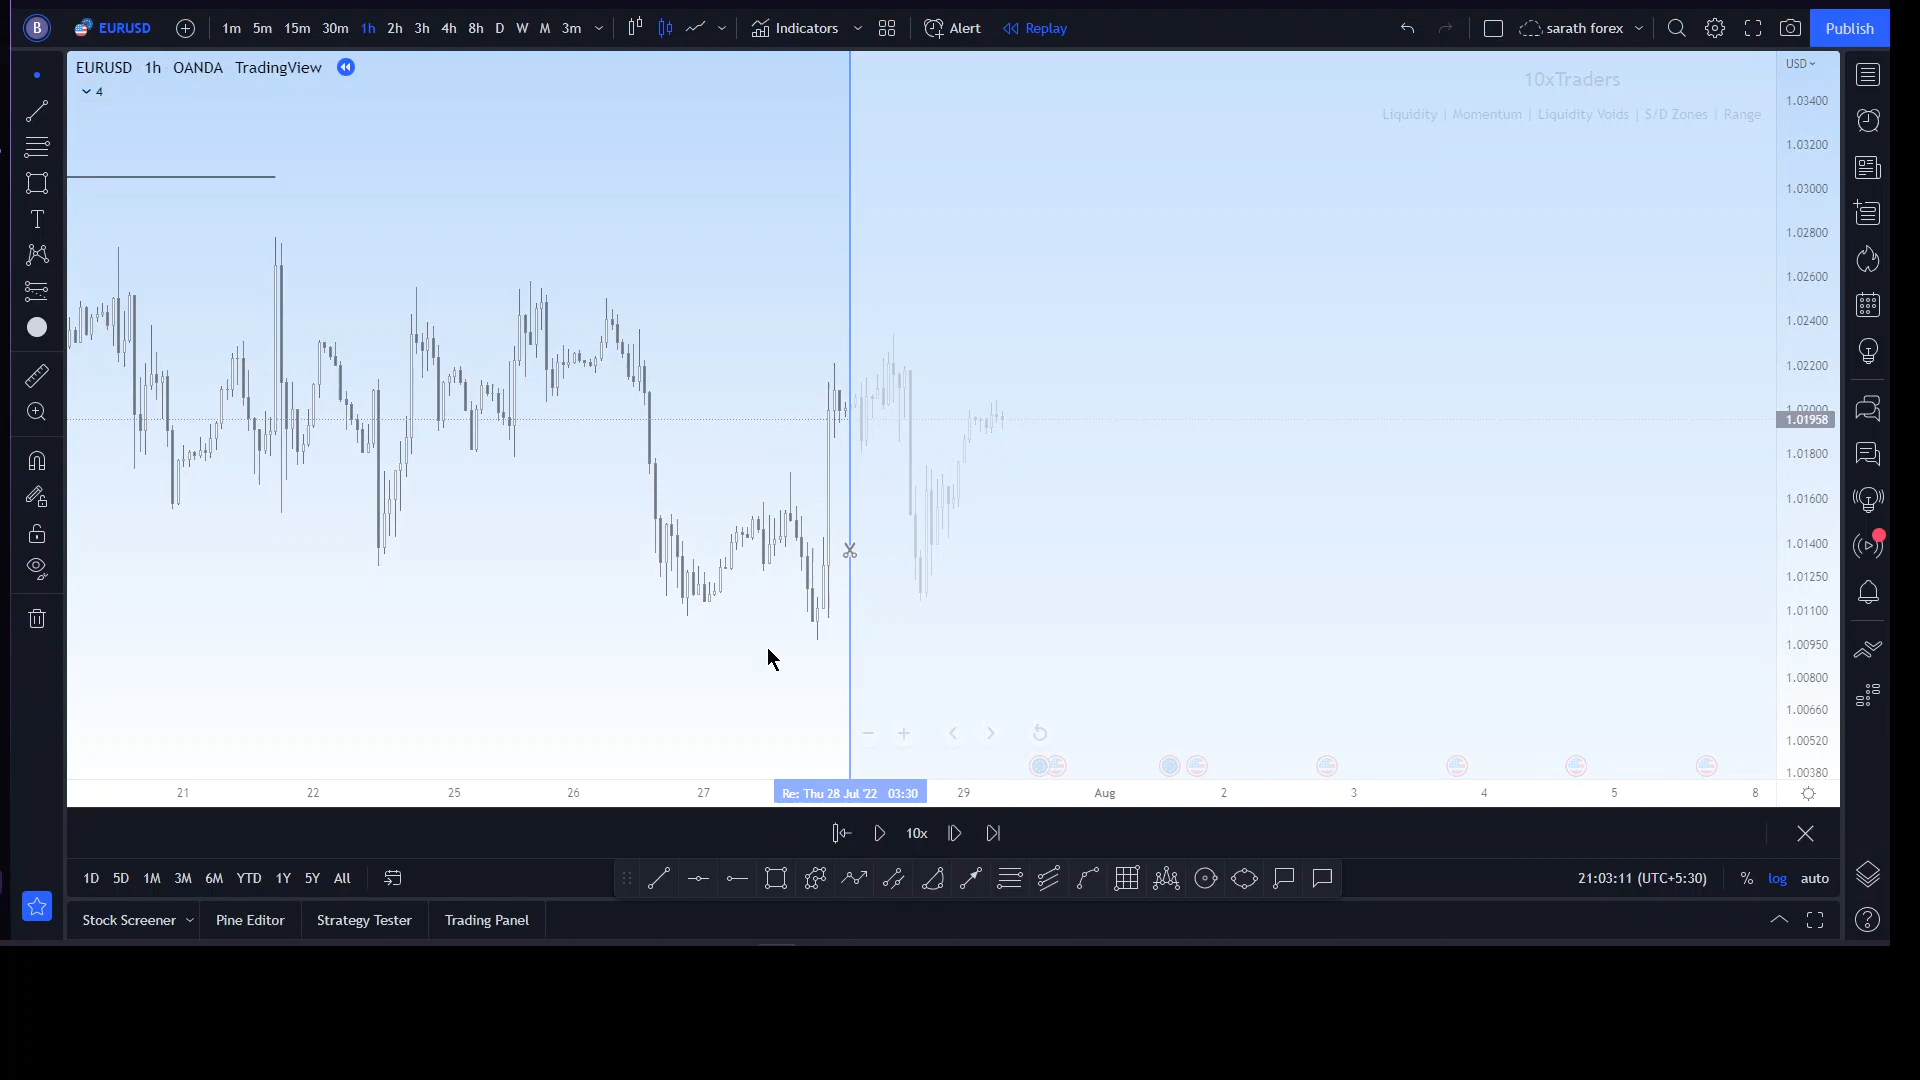 B EURUSD 1m 5m 15m 30m 1h 2h 3h 4h 8h D W M 3m Indicators Alert Replay sarath forex Publish
EURUSD 1h OANDA TradingView
4
USD
10xTraders
Liquidity | Momentum | Liquidity Voids | S/D Zones | Range
1.03400
1.03200
1.03000
1.02800
1.02600
1.02400
1.02200
1.02000
1.01958
1.01800
1.01600
1.01400
1.01250
1.01100
1.00950
1.00800
1.00660
1.00520
1.00380
21 22 25 26 27 Re: Thu 28 Jul '22 03:30 29 Aug 2 3 4 5 8
10x
1D 5D 1M 3M 6M YTD 1Y 5Y All 21:03:11 (UTC+5:30) % log auto
Stock Screener Pine Editor Strategy Tester Trading Panel